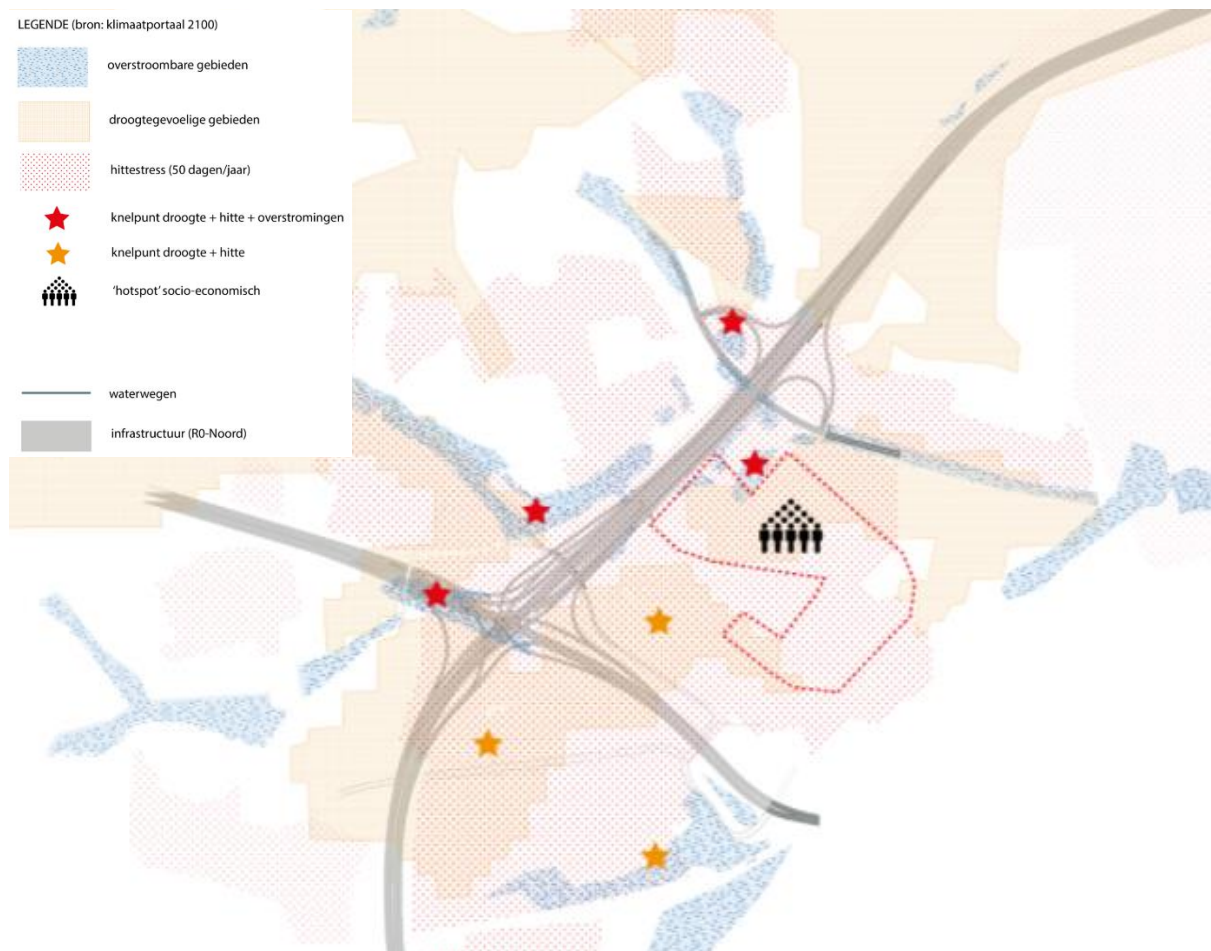 LEGENDE (bron: klimaatportaal 2100)
overstroombare gebieden
droogtegevoelige gebieden
hittestress (50 dagen/jaar)
knelpunt droogte + hitte + overstromingen
knelpunt droogte + hitte
‘hotspot’ socio-economisch
waterwegen
infrastructuur (R0-Noord)